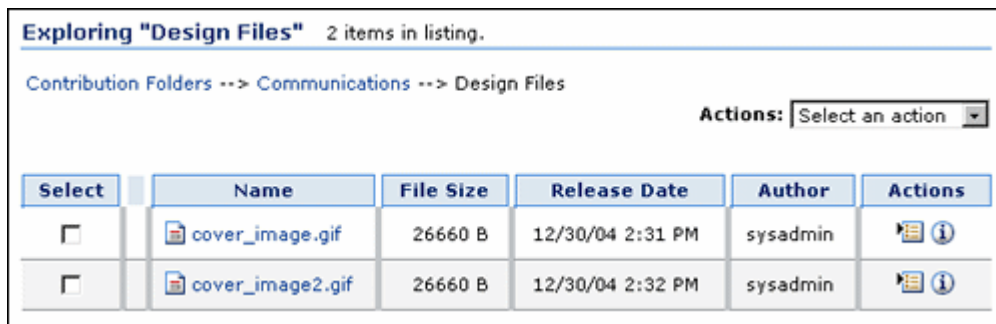 Exploring "Design Files" 2 items in listing.
Contribution Folders --> Communications --> Design Files
Actions: Select an action
Select Name File Size Release Date Author Actions
cover_image.gif 26660 B 12/30/04 2:31 PM sysadmin
cover_image2.gif 26660 B 12/30/04 2:32 PM sysadmin